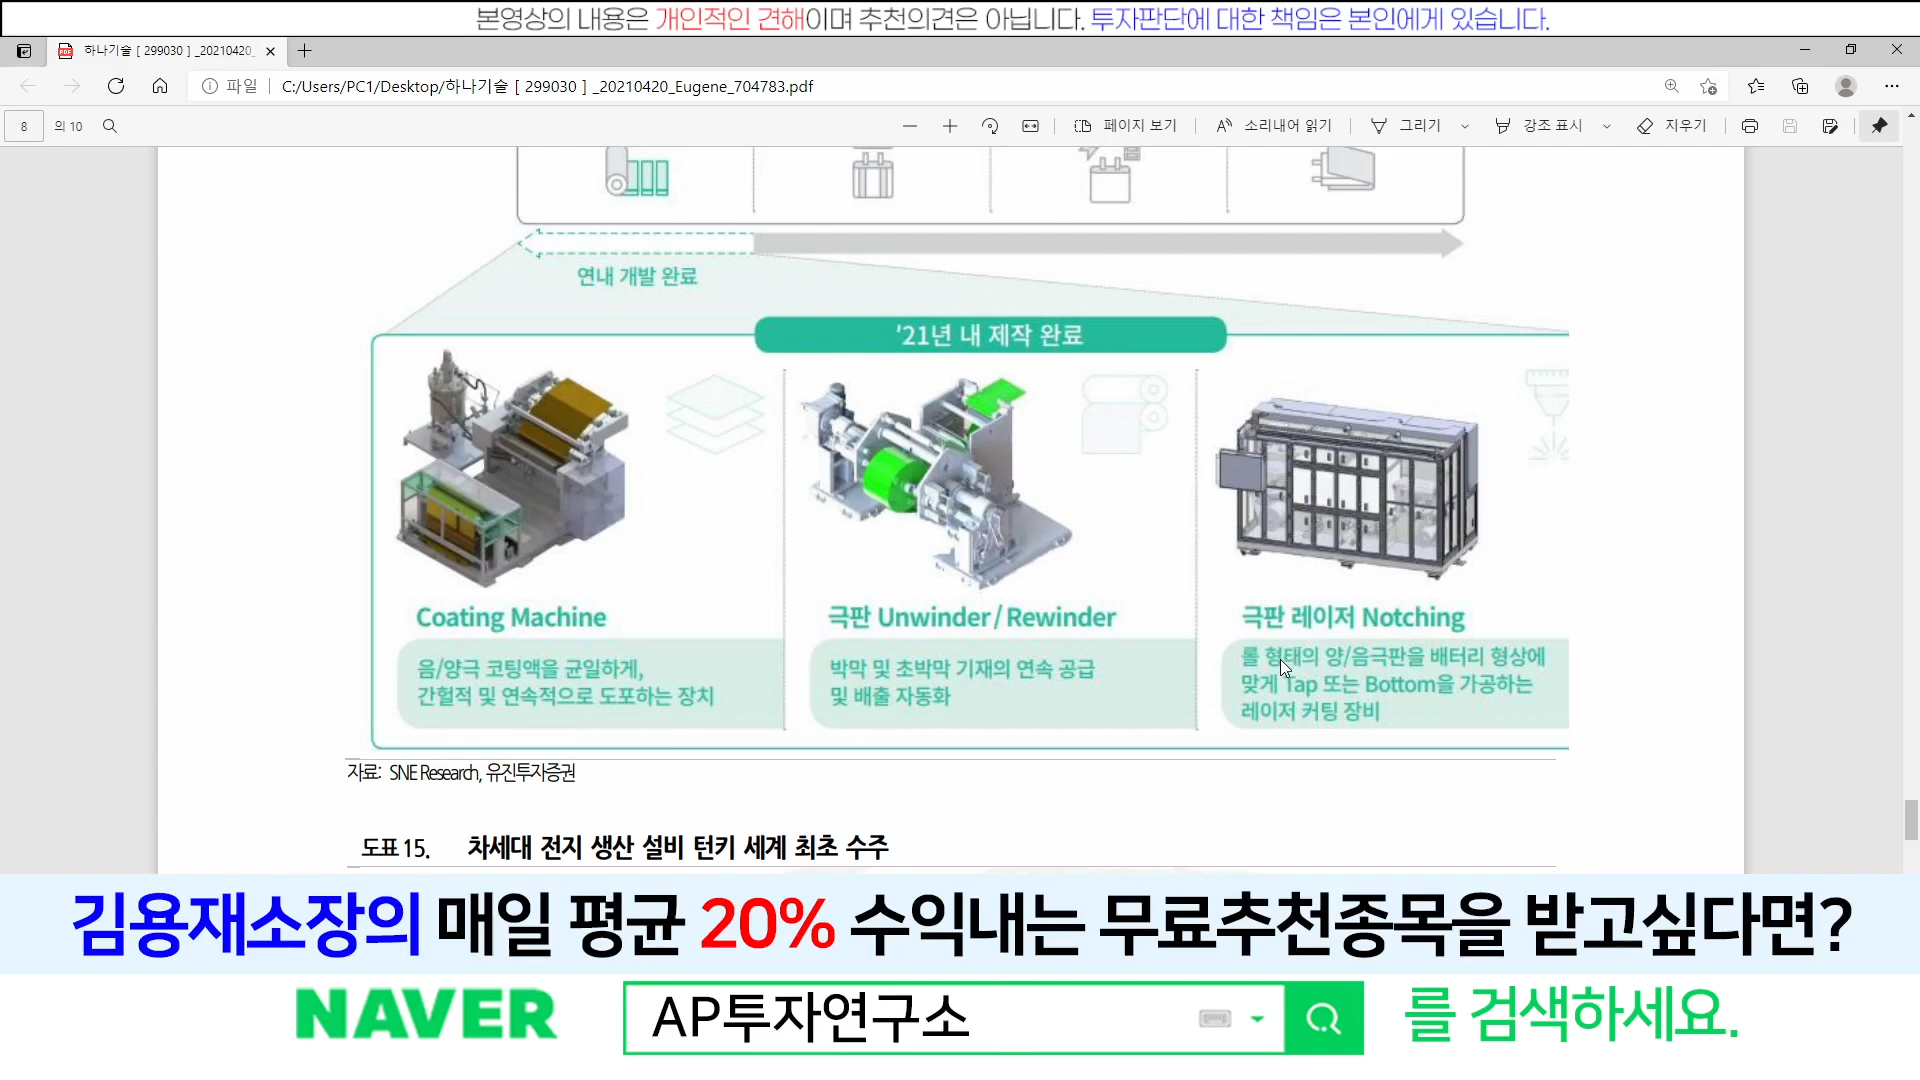 본영상의 내용은 개인적인 견해이며 추천의견은 아닙니다. 투자판단에 대한 책임은 본인에게 있습니다.
하나기술 [ 299030 ] _20210420_
파일 C:/Users/PC1/Desktop/하나기술 [ 299030 ] _20210420_Eugene_704783.pdf
8 의 10 페이지 보기 소리내어 읽기 그리기 강조 표시 지우기
연내 개발 완료
'21년 내 제작 완료
Coating Machine
음/양극 코팅액을 균일하게,
간헐적 및 연속적으로 도포하는 장치
극판 Unwinder / Rewinder
박막 및 초박막 기재의 연속 공급
및 배출 자동화
극판 레이저 Notching
롤 형태의 양/음극판을 배터리 형상에
맞게 Tap 또는 Bottom을 가공하는
레이저 커팅 장비
자료: SNE Research, 유진투자증권
도표 15. 차세대 전지 생산 설비 턴키 세계 최초 수주
김용재소장의 매일 평균 20% 수익내는 무료추천종목을 받고싶다면?
NAVER AP투자연구소 를 검색하세요.